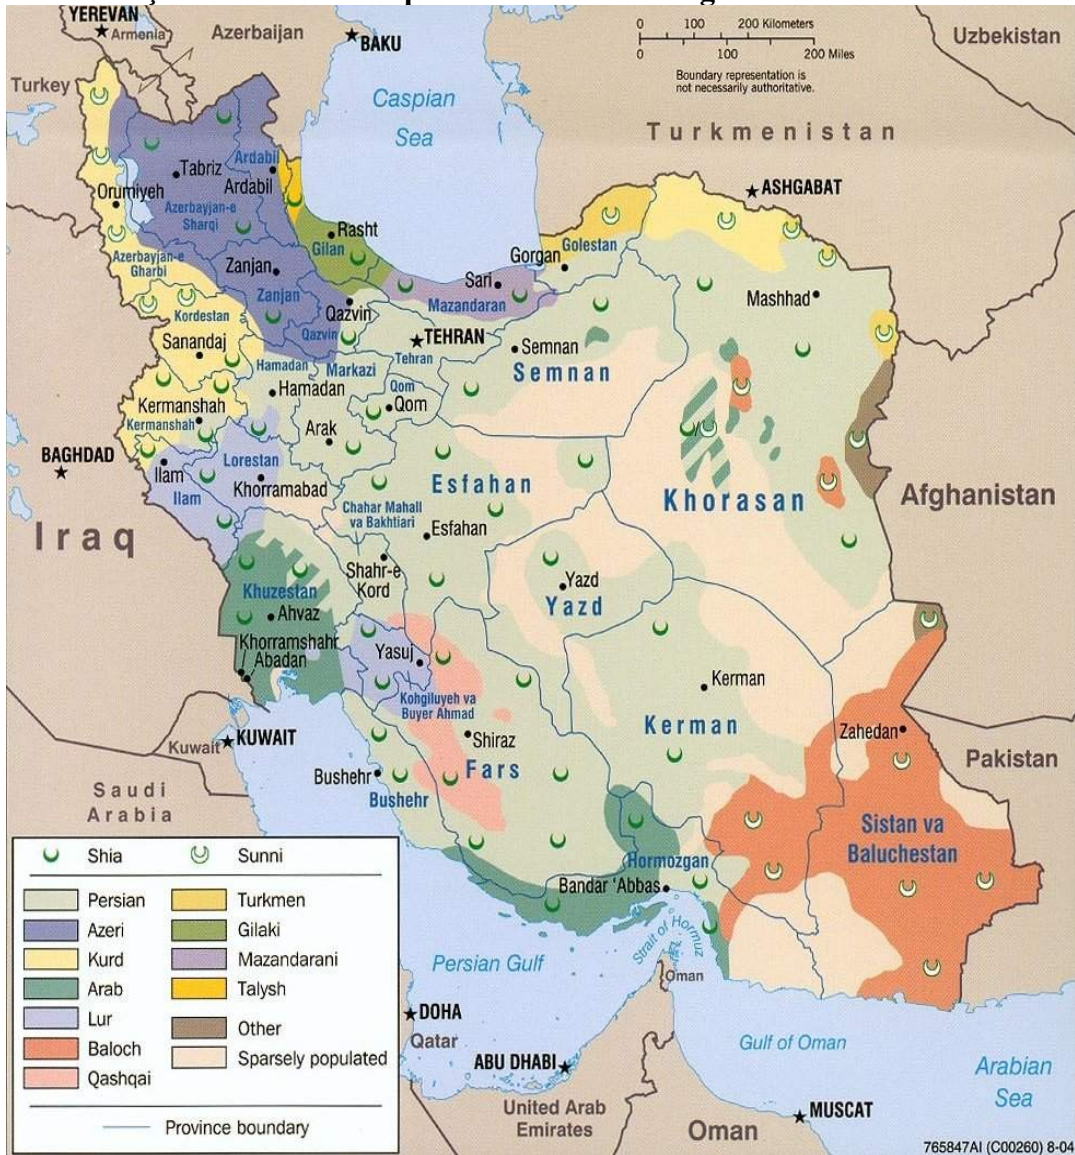 YEREVAN
Armenia
Azerbaijan
BAKU
0 100 200 Kilometers
0 100 200 Miles
Boundary representation is
not necessarily authoritative.
Uzbekistan
Turkey
Caspian
Sea
Turkmenistan
ASHGABAT
Tabriz
Ardabil
Ardabil
Orumiyeh
Azerbayjan-e
Sharqi
Rasht
Gilan
Golestan
Gorgan
Azerbayjan-e
Gharbi
Zanjan
Zanjan
Sari
Mazandaran
Mashhad
Kordestan
Qazvin
Qazvin
TEHRAN
Tehran
Sanandaj
Semnan
Semnan
Hamadan
Markazi
Hamadan
Qom
Qom
Kermanshah
Kermanshah
Arak
BAGHDAD
Ilam
Ilam
Lorestan
Khorramabad
Esfahan
Khorasan
Afghanistan
Iraq
Chahar Mahall
va Bakhtiari
Esfahan
Shahr-e
Kord
Yazd
Yazd
Khuzestan
Ahvaz
Khorramshahr
Abadan
Yasuj
Kohgiluyeh va
Buyer Ahmad
Kerman
Kerman
Zahedan
KUWAIT
Kuwait
Shiraz
Fars
Pakistan
Saudi
Arabia
Bushehr
Bushehr
Sistan va
Baluchestan
Hormozgan
Bandar 'Abbas
Strait of Hormuz
Oman
Persian Gulf
DOHA
Qatar
Gulf of Oman
Arabian
Sea
ABU DHABI
United Arab
Emirates
MUSCAT
Oman
Shia
Sunni
Persian
Azeri
Kurd
Arab
Lur
Baloch
Qashqai
Turkmen
Gilaki
Mazandarani
Talysh
Other
Sparsely populated
Province boundary
765847AI (C00260) 8-04